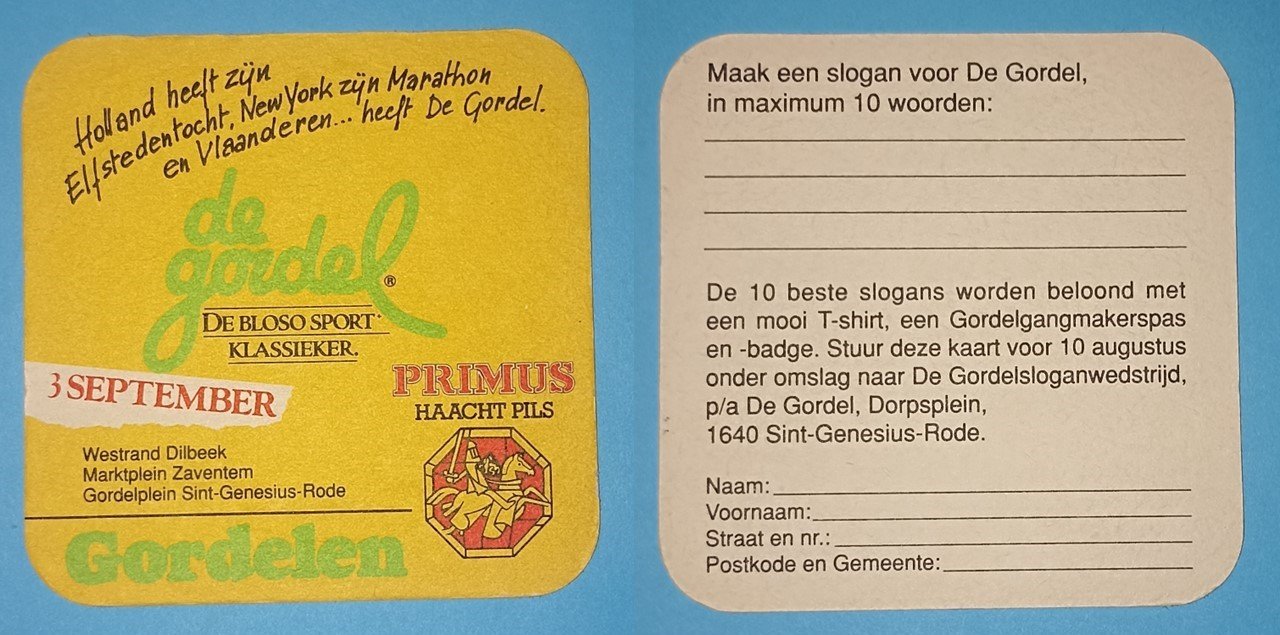 Holland heeft zijn
Elfstedentocht, New York zijn Marathon
en Vlaanderen... heeft De Gordel.
de
gordel®
DE BLOSO SPORT
KLASSIEKER.
3 SEPTEMBER
PRIMUS
HAACHT PILS
Westrand Dilbeek
Marktplein Zaventem
Gordelplein Sint-Genesius-Rode
Gordelen
Maak een slogan voor De Gordel,
in maximum 10 woorden:
De 10 beste slogans worden beloond met
een mooi T-shirt, een Gordelgangmakerspas
en -badge. Stuur deze kaart voor 10 augustus
onder omslag naar De Gordelsloganwedstrijd,
p/a De Gordel, Dorpsplein,
1640 Sint-Genesius-Rode.
Naam:
Voornaam:
Straat en nr.:
Postkode en Gemeente: